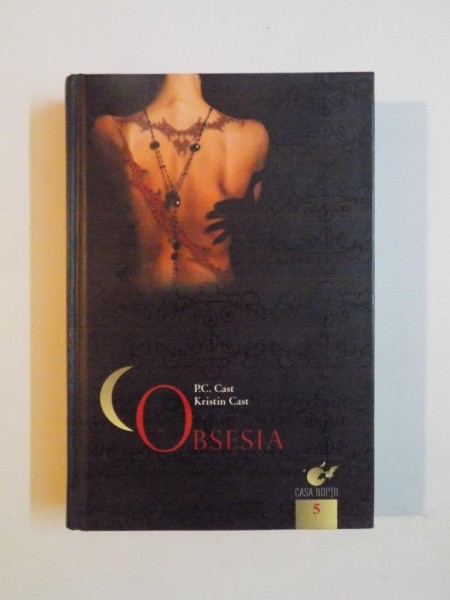 P.C. Cast
Kristin Cast
OBSESIA
CASA NOPȚII
5